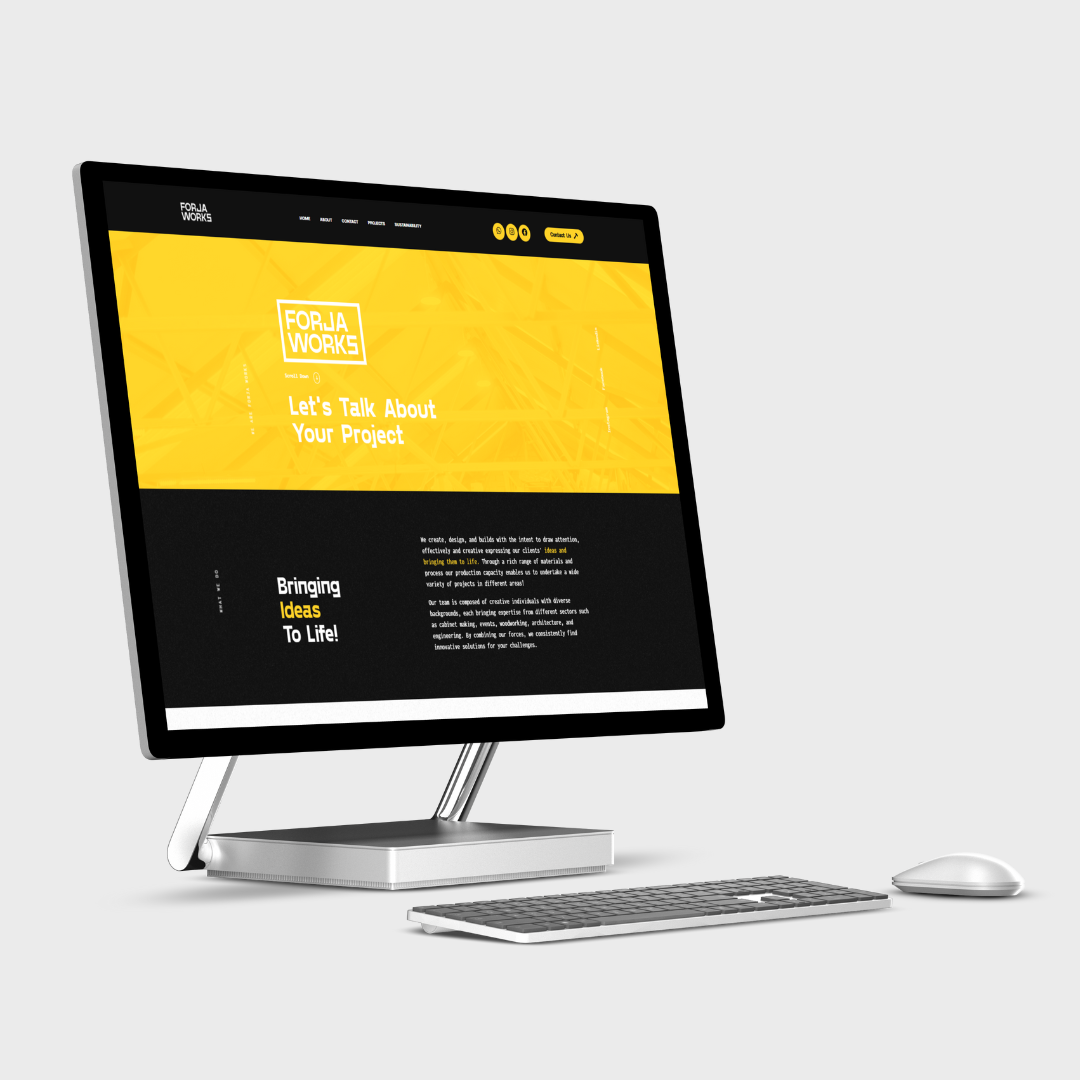 FORJA
WORKS
HOME ABOUT CONTACT PROJECTS SUSTAINABILITY
Contact Us
FORJA
WORKS
Scroll Down
Let's Talk About
Your Project
WHAT WE DO
Bringing
Ideas
To Life!
We create, design, and builds with the intent to draw attention,
effectively and creative expressing our clients' ideas and
bringing them to life. Through a rich range of materials and
process our production capacity enables us to undertake a wide
variety of projects in different areas!
Our team is composed of creative individuals with diverse
backgrounds, each bringing expertise from different sectors such
as cabinet making, events, woodworking, architecture, and
engineering. By combining our forces, we consistently find
innovative solutions for your challenges.